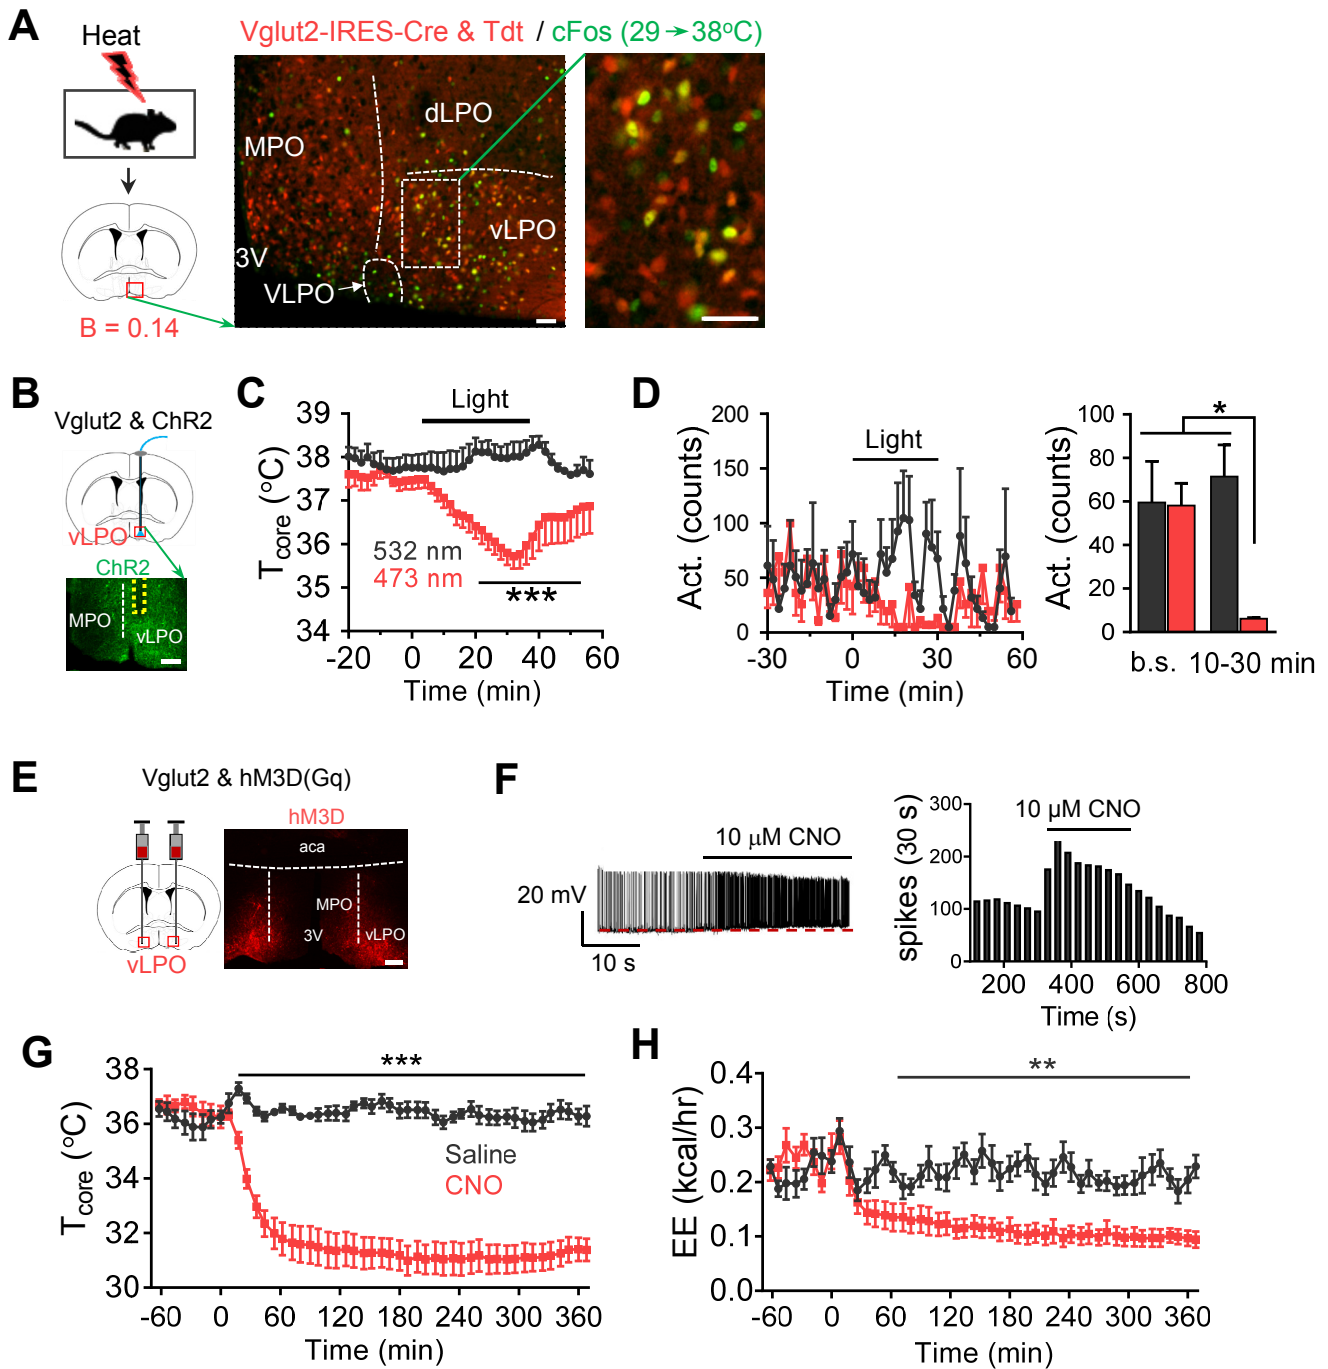 A
Heat
Vglut2-IRES-Cre & Tdt / cFos (29→38°C)
MPO
dLPO
vLPO
3V
VLPO
B = 0.14
B
Vglut2 & ChR2
vLPO
ChR2
MPO
vLPO
C
Light
39
38
37
36
35
34
Tcore (°C)
532 nm
473 nm
***
-20 0 20 40 60
Time (min)
D
Light
200
150
100
50
0
Act. (counts)
-30 0 30 60
Time (min)
*
100
80
60
40
20
0
Act. (counts)
b.s. 10-30 min
E
Vglut2 & hM3D(Gq)
hM3D
aca
MPO
3V
vLPO
vLPO
F
10 µM CNO
20 mV
10 s
10 µM CNO
300
200
100
0
spikes (30 s)
200 400 600 800
Time (s)
G
***
38
36
34
32
30
Tcore (°C)
Saline
CNO
-60 0 60 120 180 240 300 360
Time (min)
H
**
0.4
0.3
0.2
0.1
0.0
EE (kcal/hr)
-60 0 60 120 180 240 300 360
Time (min)